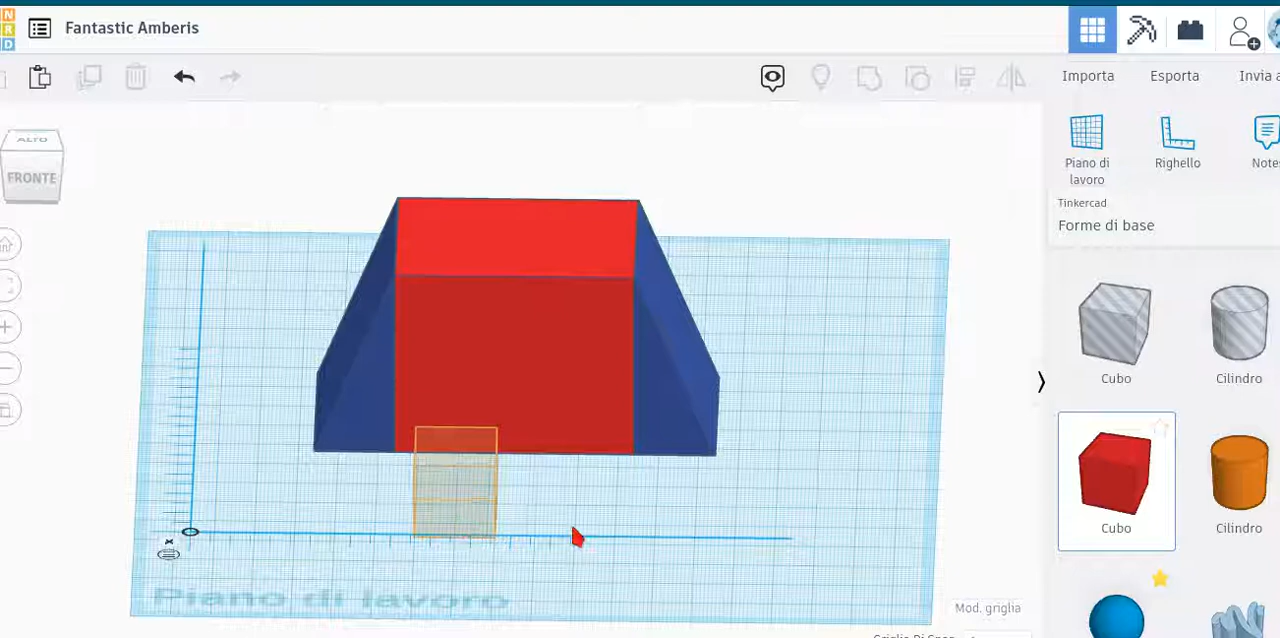 N
R
D
Fantastic Amberis
Importa
Esporta
Invia a
ALTO
FRONTE
Piano di
lavoro
Righello
Note
Tinkercad
Forme di base
Cubo
Cilindro
Cubo
Cilindro
Piano di lavoro
Mod. griglia